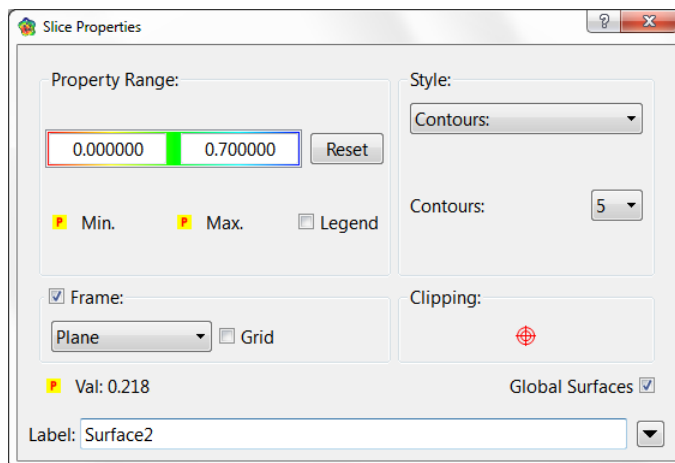 Slice Properties
Property Range:
0.000000 0.700000 Reset
P Min. P Max. Legend
Style:
Contours:
Contours: 5
Frame:
Plane Grid
Clipping:
P Val: 0.218 Global Surfaces
Label: Surface2